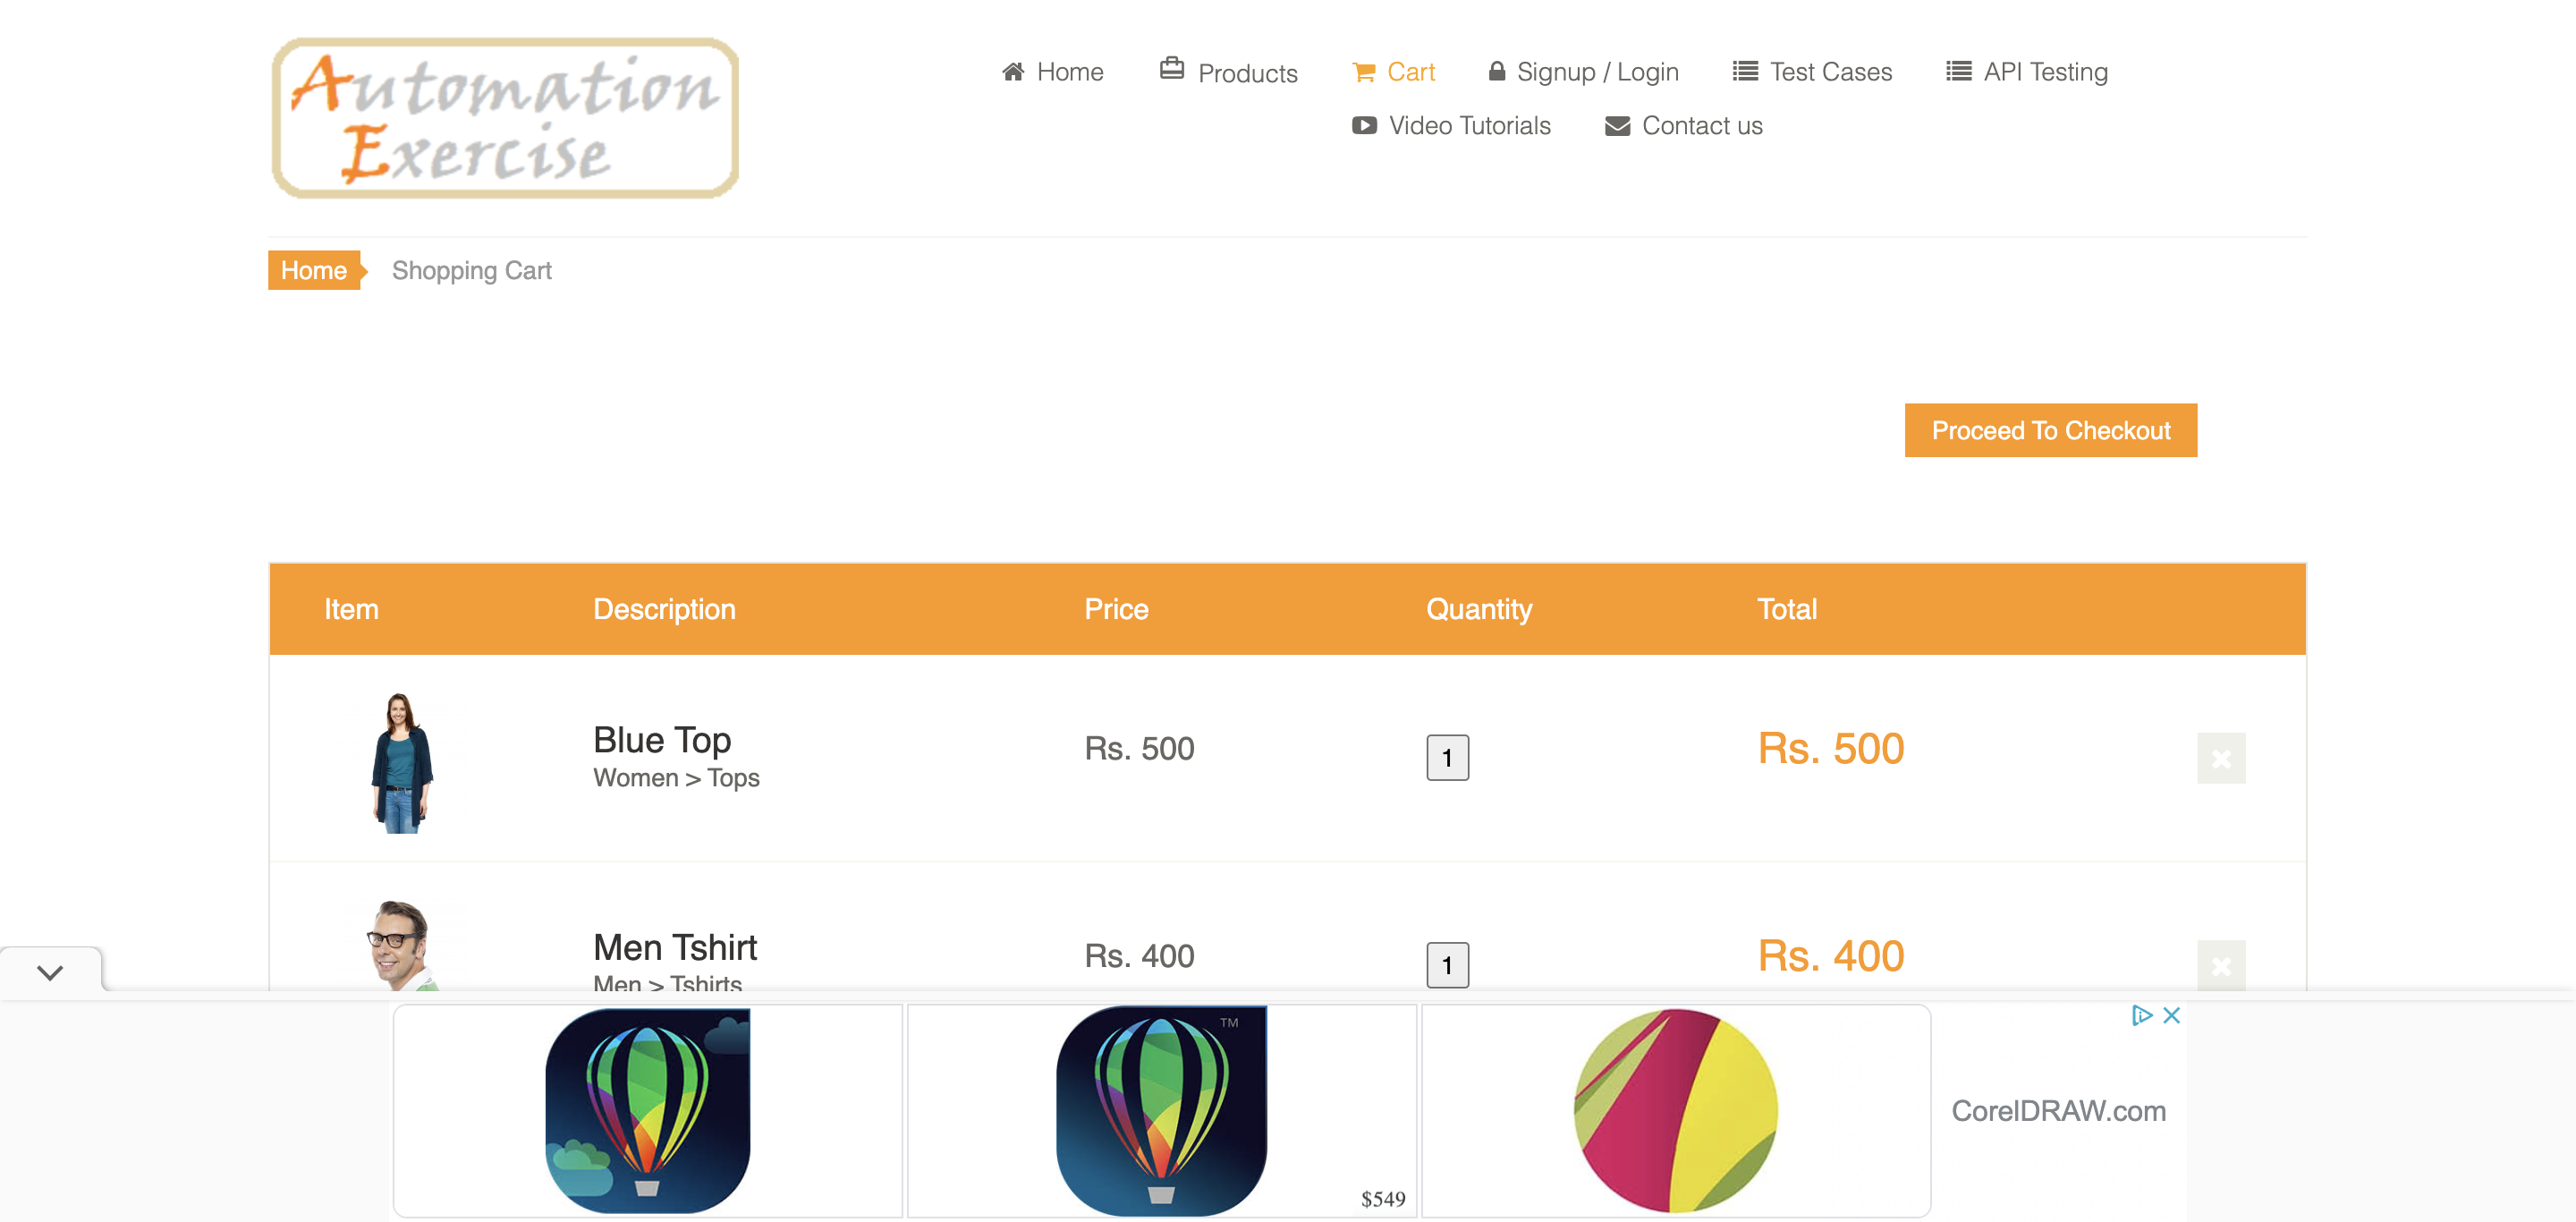 Automation
Exercise
Home Products Cart Signup / Login Test Cases API Testing
Video Tutorials Contact us
Home Shopping Cart
Proceed To Checkout
Item Description Price Quantity Total
Blue Top
Women > Tops
Rs. 500 1 Rs. 500
Men Tshirt
Men > Tshirts
Rs. 400 1 Rs. 400
TM
$549
CorelDRAW.com